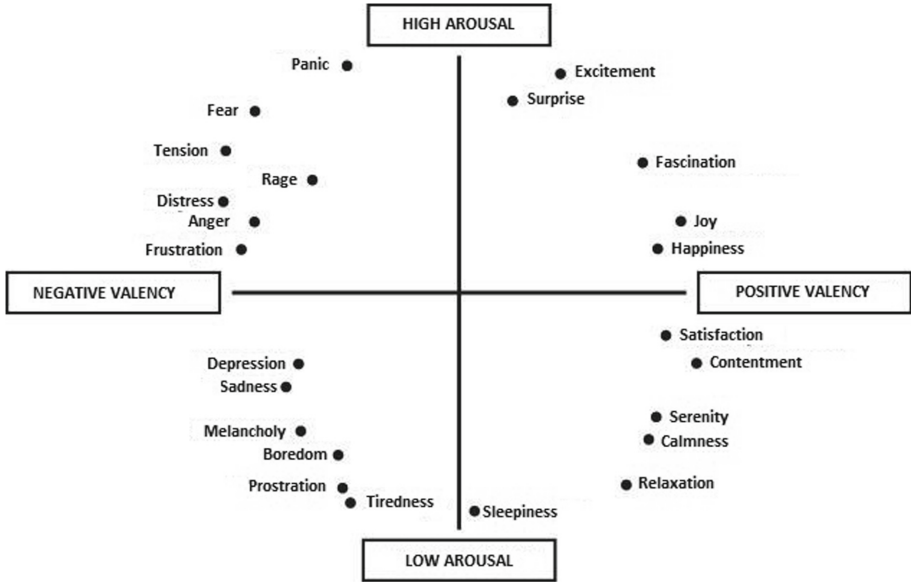 HIGH AROUSAL
Panic
Excitement
Surprise
Fear
Tension
Fascination
Rage
Distress
Anger
Joy
Frustration
Happiness
NEGATIVE VALENCY
POSITIVE VALENCY
Satisfaction
Depression
Contentment
Sadness
Serenity
Melancholy
Calmness
Boredom
Prostration
Relaxation
Tiredness
Sleepiness
LOW AROUSAL